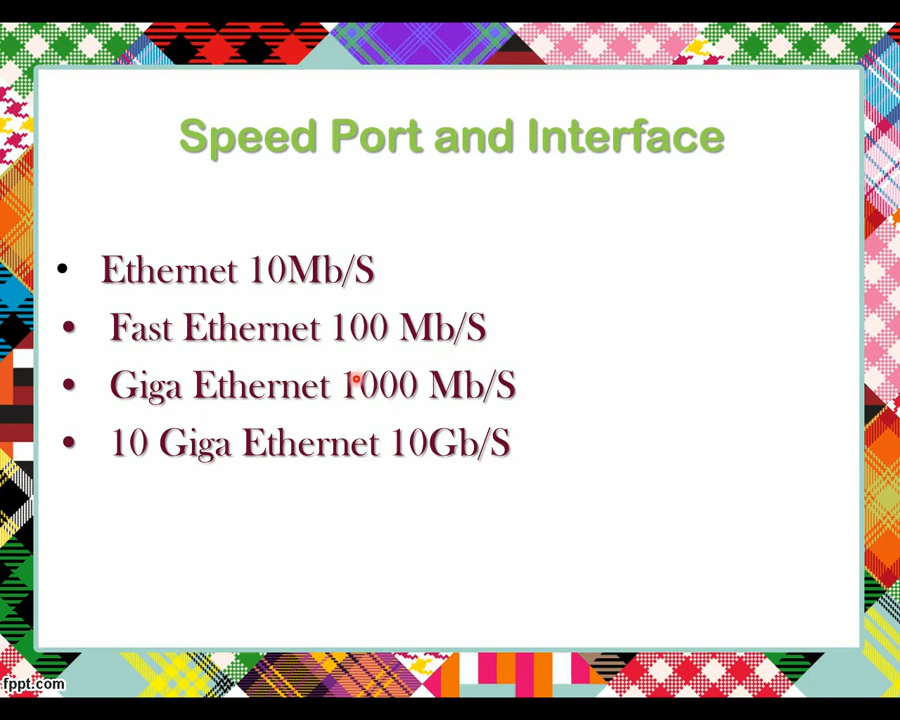 Speed Port and Interface
• Ethernet 10Mb/S
• Fast Ethernet 100 Mb/S
• Giga Ethernet 1000 Mb/S
• 10 Giga Ethernet 10Gb/S
fppt.com